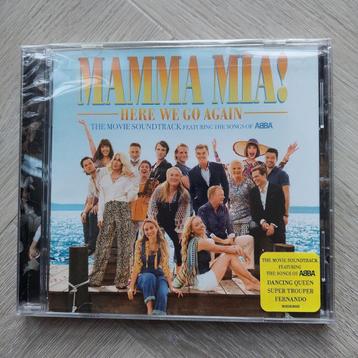 MAMMA MIA!
HERE WE GO AGAIN
THE MOVIE SOUNDTRACK FEATURING THE SONGS OF ABBA
THE MOVIE SOUNDTRACK
FEATURING
THE SONGS OF ABBA
DANCING QUEEN
SUPER TROUPER
FERNANDO